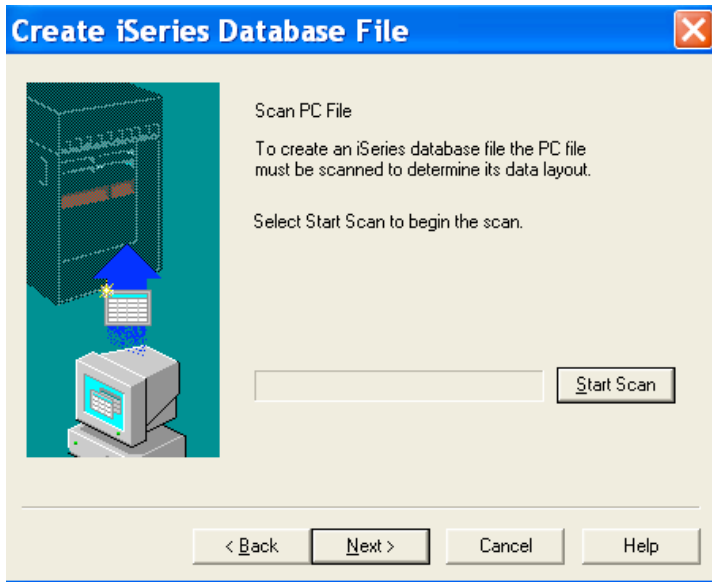 Create iSeries Database File
Scan PC File
To create an iSeries database file the PC file
must be scanned to determine its data layout.
Select Start Scan to begin the scan.
Start Scan
< Back
Next >
Cancel
Help